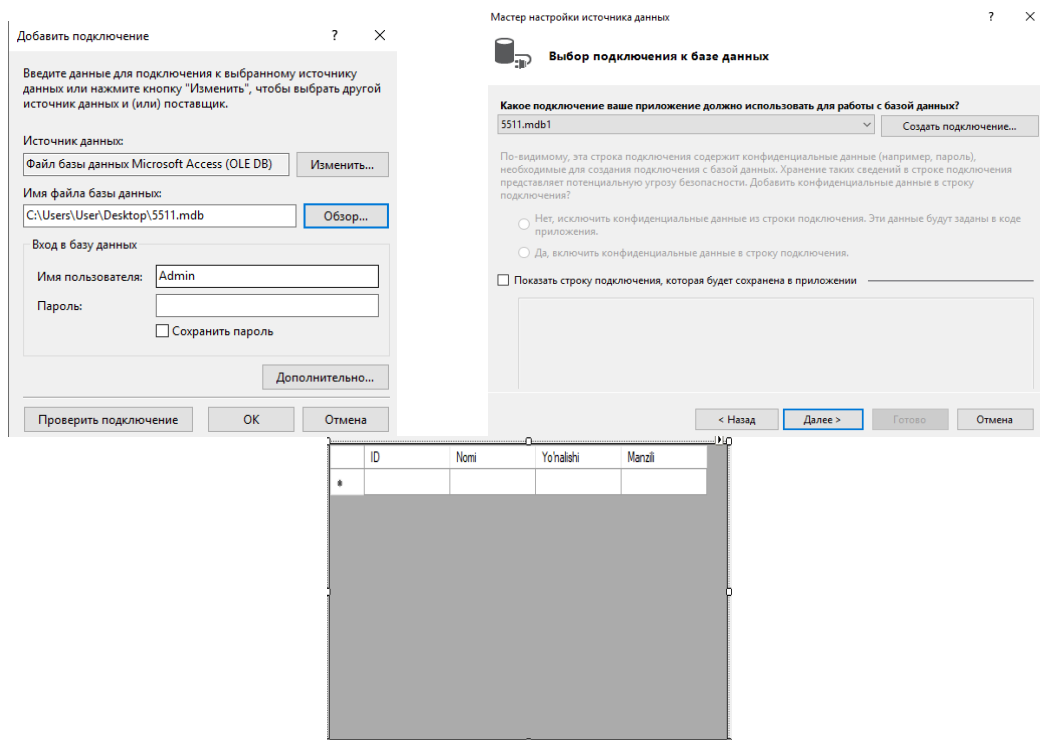 Добавить подключение
?
Введите данные для подключения к выбранному источнику
данных или нажмите кнопку "Изменить", чтобы выбрать другой
источник данных и (или) поставщик.
Источник данных:
Файл базы данных Microsoft Access (OLE DB)
Изменить...
Имя файла базы данных:
C:\Users\User\Desktop\5511.mdb
Обзор...
Вход в базу данных
Имя пользователя:
Admin
Пароль:
Сохранить пароль
Дополнительно...
Проверить подключение
ОК
Отмена
Мастер настройки источника данных
?
Выбор подключения к базе данных
Какое подключение ваше приложение должно использовать для работы с базой данных?
5511.mdb1
Создать подключение...
По-видимому, эта строка подключения содержит конфиденциальные данные (например, пароль),
необходимые для создания подключения с базой данных. Хранение таких сведений в строке подключения
представляет потенциальную угрозу безопасности. Добавить конфиденциальные данные в строку
подключения?
Нет, исключить конфиденциальные данные из строки подключения. Эти данные будут заданы в коде
приложения.
Да, включить конфиденциальные данные в строку подключения.
Показать строку подключения, которая будет сохранена в приложении
< Назад
Далее >
Готово
Отмена
ID
Nomi
Yo'nalishi
Manzili